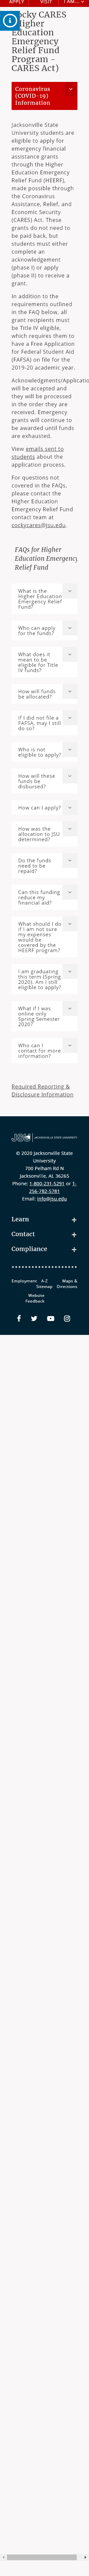 APPLY VISIT I AM...
Cocky CARES
(Higher
Education
Emergency
Relief Fund
Program -
CARES Act)
Coronavirus
(COVID-19)
Information
Jacksonville State
University students are
eligible to apply for
emergency financial
assistance grants
through the Higher
Education Emergency
Relief Fund (HEERF),
made possible through
the Coronavirus
Assistance, Relief, and
Economic Security
(CARES) Act. These
grants do not need to
be paid back, but
students must
complete an
acknowledgement
(phase I) or apply
(phase II) to receive a
grant.
In addition to the
requirements outlined
in the FAQ below, all
grant recipients must
be Title IV eligible,
which requires them to
have a Free Application
for Federal Student Aid
(FAFSA) on file for the
2019-20 academic year.
Acknowledgments/Applicatio
will be accepted and
they will be processed
in the order they are
received. Emergency
grants will continue to
be awarded until funds
are exhausted.
View emails sent to
students about the
application process.
For questions not
covered in the FAQs,
please contact the
Higher Education
Emergency Relief Fund
contact team at
cockycares@jsu.edu.
FAQs for Higher
Education Emergency
Relief Fund
What is the
Higher Education
Emergency Relief
Fund?
Who can apply
for the funds?
What does it
mean to be
eligible for Title
IV funds?
How will funds
be allocated?
If I did not file a
FAFSA, may I still
do so?
Who is not
eligible to apply?
How will these
funds be
disbursed?
How can I apply?
How was the
allocation to JSU
determined?
Do the funds
need to be
repaid?
Can this funding
reduce my
financial aid?
What should I do
if I am not sure
my expenses
would be
covered by the
HEERF program?
I am graduating
this term (Spring
2020). Am I still
eligible to apply?
What if I was
online only
Spring Semester
2020?
Who can I
contact for more
information?
Required Reporting &
Disclosure Information
JSU JACKSONVILLE STATE UNIVERSITY
© 2020 Jacksonville State
University
700 Pelham Rd N
Jacksonville, AL 36265
Phone: 1-800-231-5291 or 1-
256-782-5781
Email: info@jsu.edu
Learn +
Contact +
Compliance +
Employment A-Z Maps &
Sitemap Directions
Website
Feedback